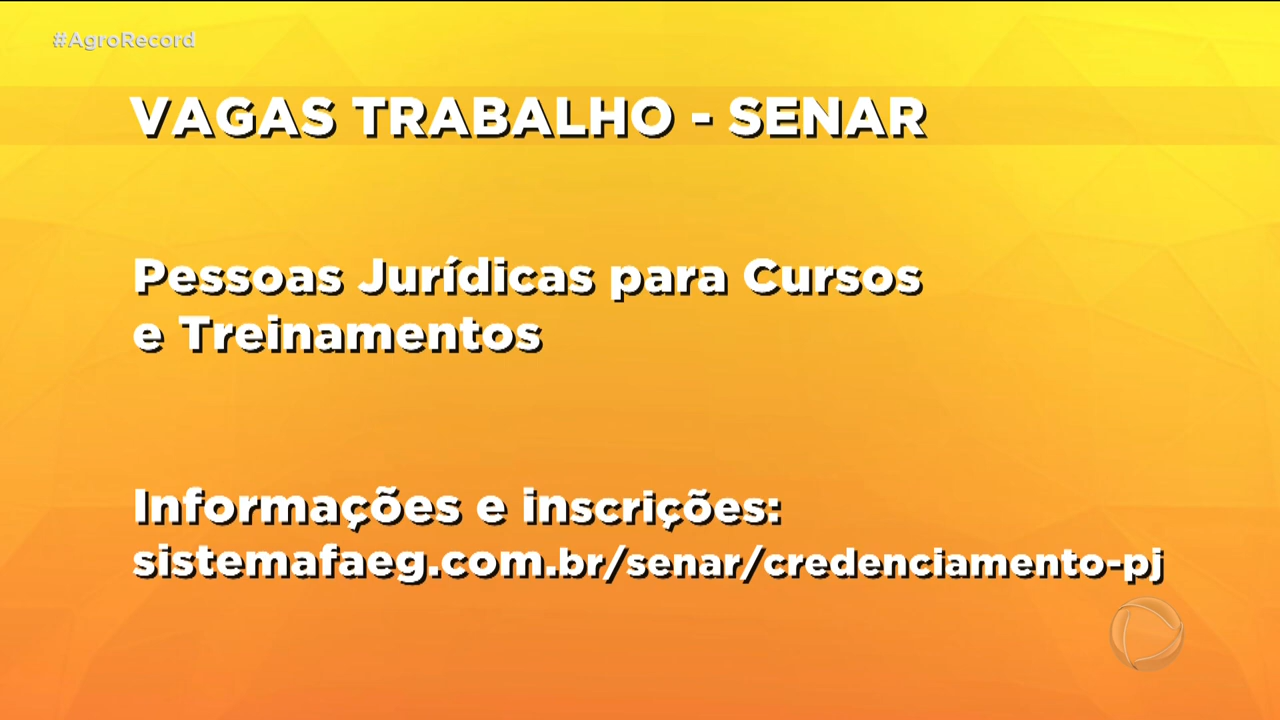 #AgroRecord
VAGAS TRABALHO - SENAR
Pessoas Jurídicas para Cursos
e Treinamentos
Informações e inscrições:
sistemafaeg.com.br/senar/credenciamento-pj